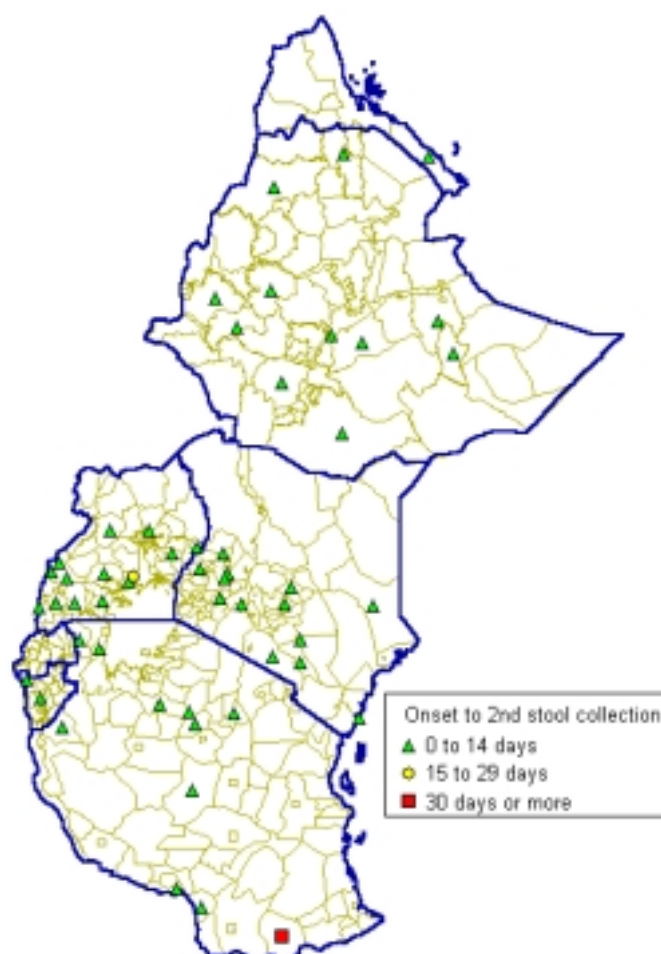 Onset to 2nd stool collection
0 to 14 days
15 to 29 days
30 days or more